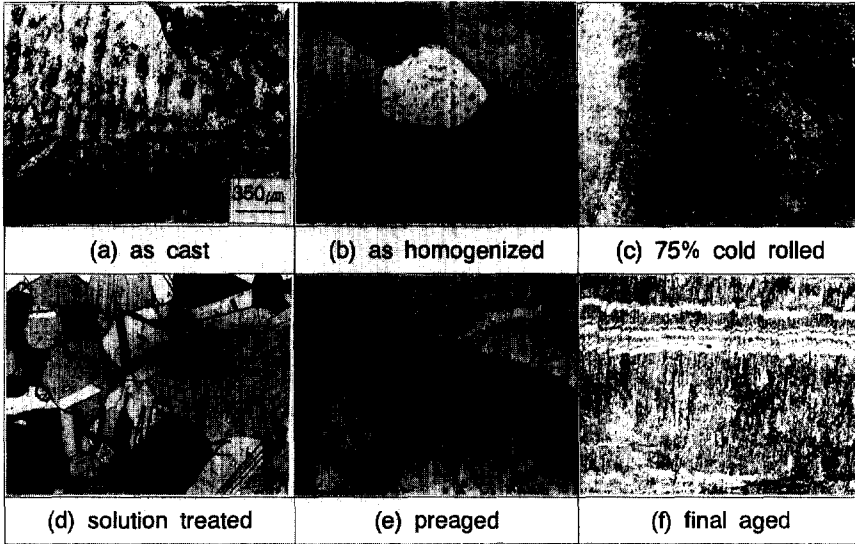 350㎛
(a) as cast
(b) as homogenized
(c) 75% cold rolled
(d) solution treated
(e) preaged
(f) final aged